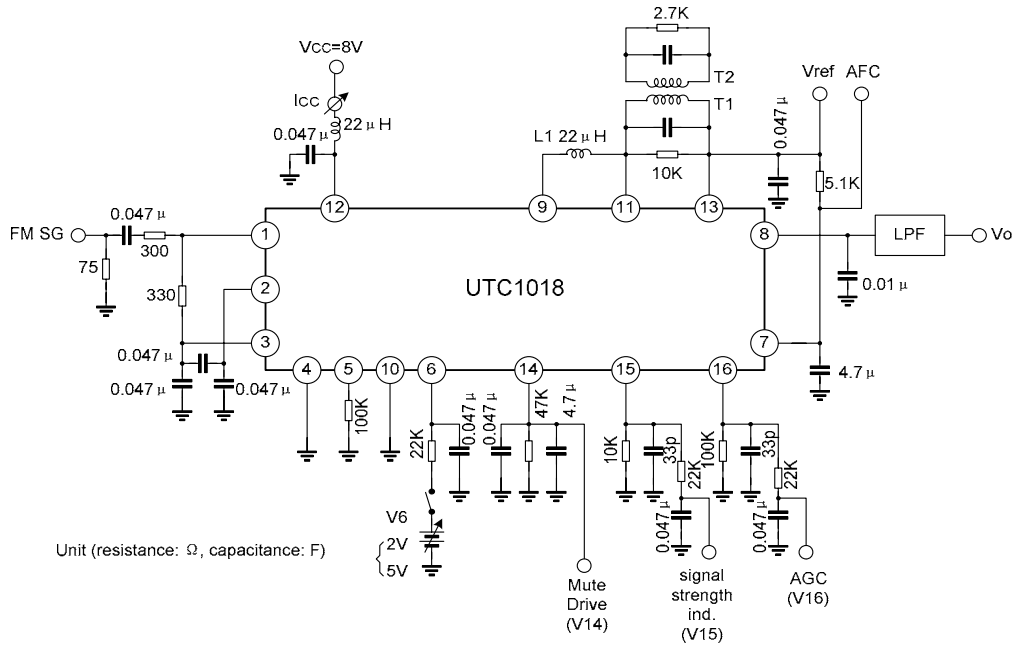 2.7K
VCC=8V
T2
Vref AFC
ICC
T1
0.047μ
22μH
0.047μ
L1 22μH
10K
5.1K
12
9
11
13
0.047μ
FM SG
300
1
8
LPF
Vo
75
330
2
UTC1018
0.01μ
3
7
0.047μ
0.047μ
0.047μ
4
5
10
6
14
15
16
4.7μ
100K
22K
0.047μ
0.047μ
47K
4.7μ
10K
33p
22K
0.047μ
100K
33p
22K
0.047μ
V6
2V
5V
Unit (resistance: Ω, capacitance: F)
Mute
Drive
(V14)
signal
strength
ind.
(V15)
AGC
(V16)